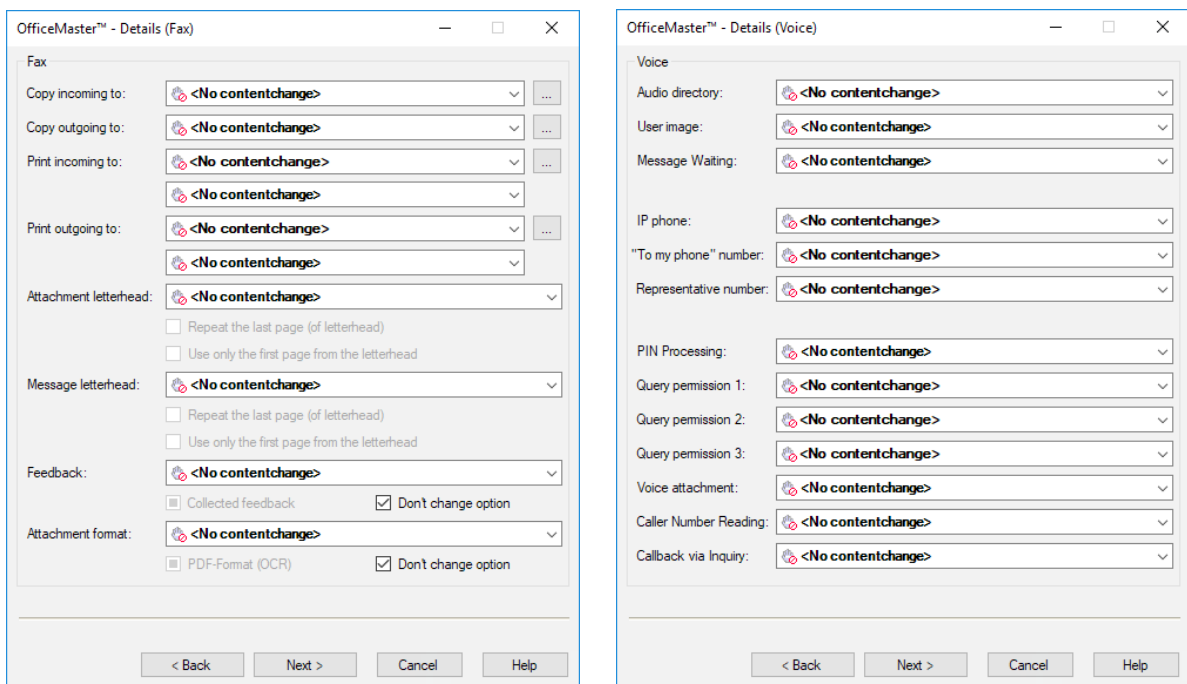 OfficeMaster™ - Details (Fax)
Fax
Copy incoming to: <No contentchange> ...
Copy outgoing to: <No contentchange> ...
Print incoming to: <No contentchange> ...
<No contentchange>
Print outgoing to: <No contentchange> ...
<No contentchange>
Attachment letterhead: <No contentchange>
Repeat the last page (of letterhead)
Use only the first page from the letterhead
Message letterhead: <No contentchange>
Repeat the last page (of letterhead)
Use only the first page from the letterhead
Feedback: <No contentchange>
Collected feedback Don't change option
Attachment format: <No contentchange>
PDF-Format (OCR) Don't change option
< Back Next > Cancel Help
OfficeMaster™ - Details (Voice)
Voice
Audio directory: <No contentchange>
User image: <No contentchange>
Message Waiting: <No contentchange>
IP phone: <No contentchange>
"To my phone" number: <No contentchange>
Representative number: <No contentchange>
PIN Processing: <No contentchange>
Query permission 1: <No contentchange>
Query permission 2: <No contentchange>
Query permission 3: <No contentchange>
Voice attachment: <No contentchange>
Caller Number Reading: <No contentchange>
Callback via Inquiry: <No contentchange>
< Back Next > Cancel Help